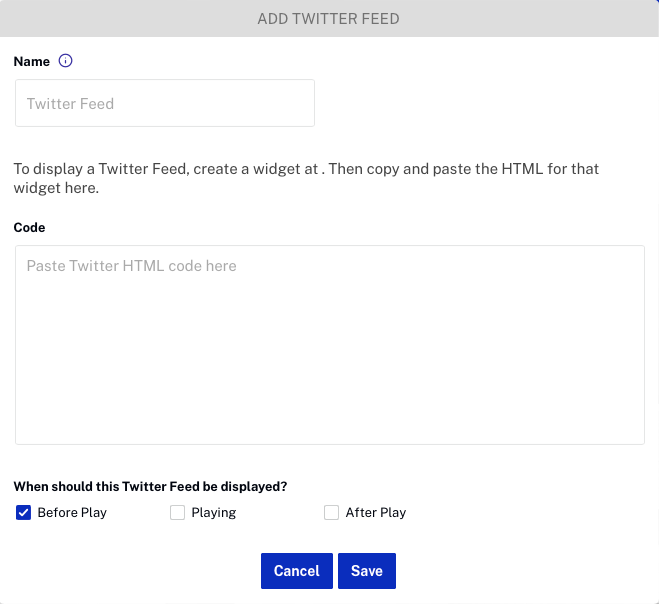 ADD TWITTER FEED
Name
Twitter Feed
To display a Twitter Feed, create a widget at . Then copy and paste the HTML for that
widget here.
Code
Paste Twitter HTML code here
When should this Twitter Feed be displayed?
Before Play Playing After Play
Cancel Save